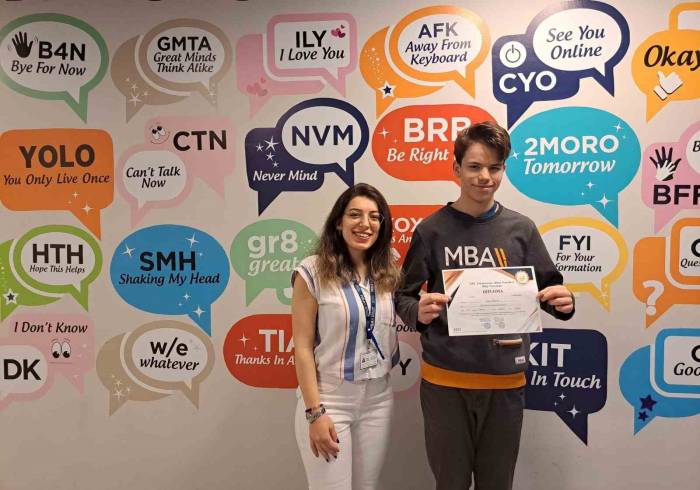 B4N
Bye For Now
GMTA
Great Minds
Think Alike
ILY
I Love You
AFK
Away From
Keyboard
CYO
See You
Online
Okay
YOLO
You Only Live Once
CTN
Can't Talk
Now
NVM
Never Mind
BRB
Be Right
2MORO
Tomorrow
BFF
HTH
Hope This Helps
SMH
Shaking My Head
gr8
great
MBA
DIPLOMA
FYI
For Your
Information
I Don't Know
DK
w/e
whatever
Thanks In
KIT
In Touch